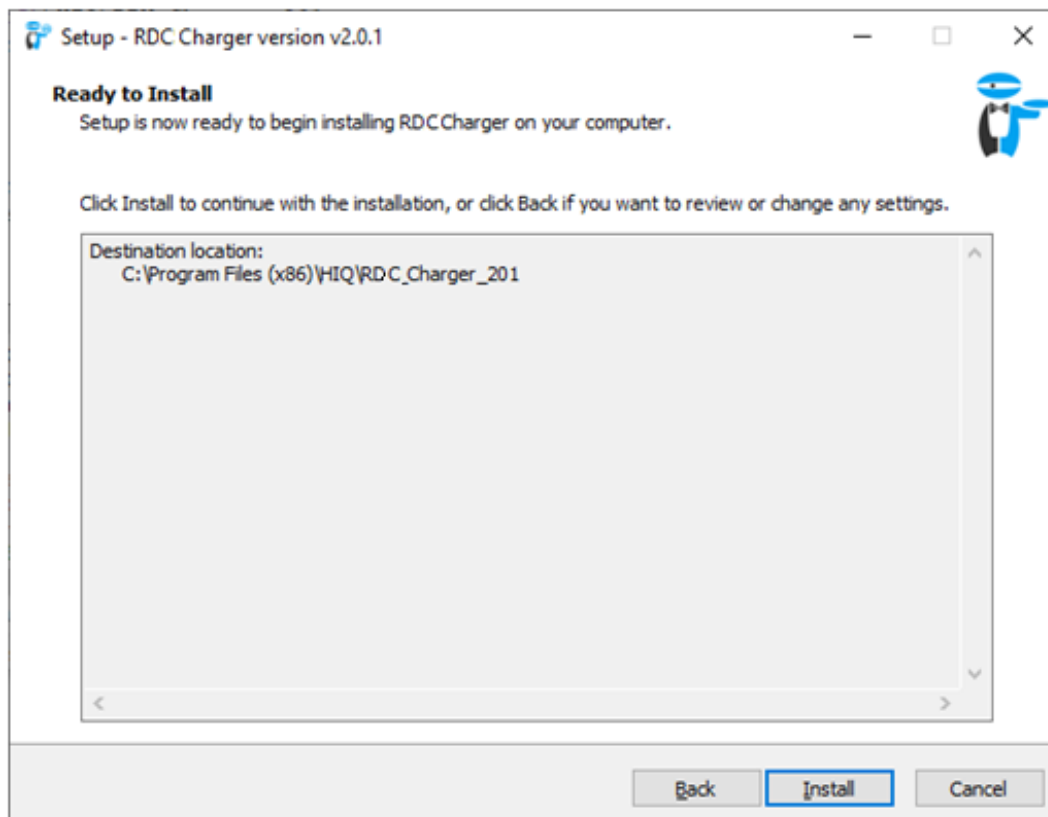 Setup - RDC Charger version v2.0.1
Ready to Install
Setup is now ready to begin installing RDCCharger on your computer.
Click Install to continue with the installation, or click Back if you want to review or change any settings.
Destination location:
C:\Program Files (x86)\HIQ\RDC_Charger_201
Back
Install
Cancel